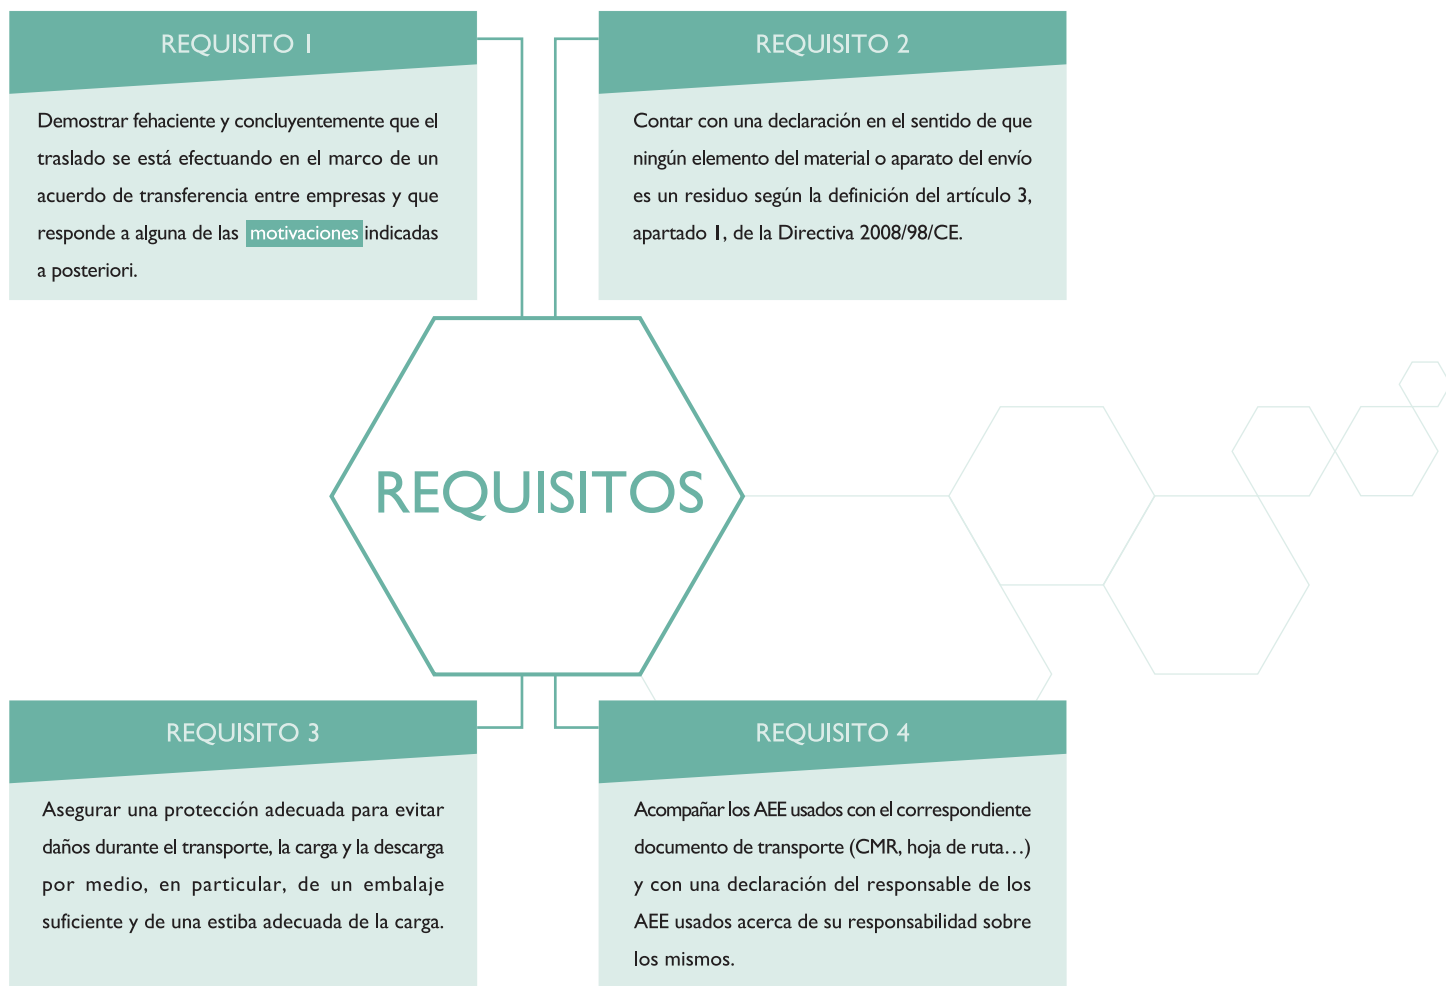 REQUISITO 1
Demostrar fehaciente y concluyentemente que el
traslado se está efectuando en el marco de un
acuerdo de transferencia entre empresas y que
responde a alguna de las motivaciones indicadas
a posteriori.
REQUISITO 2
Contar con una declaración en el sentido de que
ningún elemento del material o aparato del envío
es un residuo según la definición del artículo 3,
apartado 1, de la Directiva 2008/98/CE.
REQUISITOS
REQUISITO 3
Asegurar una protección adecuada para evitar
daños durante el transporte, la carga y la descarga
por medio, en particular, de un embalaje
suficiente y de una estiba adecuada de la carga.
REQUISITO 4
Acompañar los AEE usados con el correspondiente
documento de transporte (CMR, hoja de ruta…)
y con una declaración del responsable de los
AEE usados acerca de su responsabilidad sobre
los mismos.